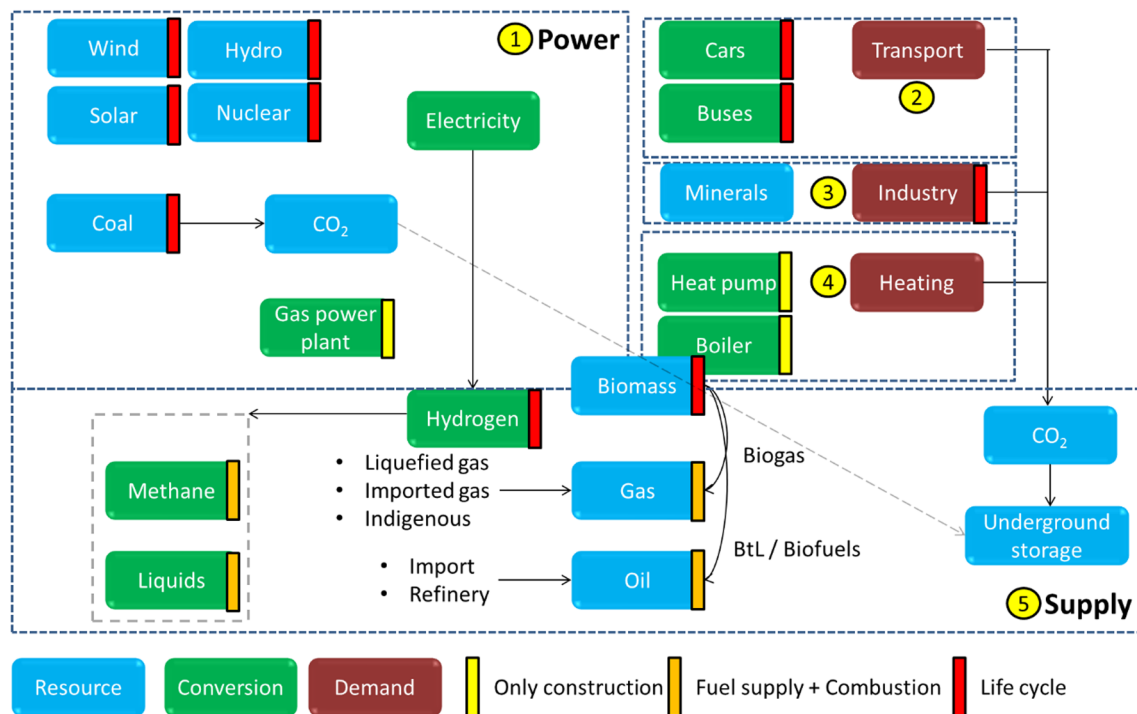 1 Power
Wind
Hydro
Solar
Nuclear
Electricity
Coal
CO₂
Gas power
plant
Cars
Transport
2
Buses
Minerals
3
Industry
Heat pump
4
Heating
Boiler
Biomass
Hydrogen
CO₂
Methane
• Liquefied gas
• Imported gas
• Indigenous
Gas
Biogas
Underground
storage
Liquids
• Import
• Refinery
Oil
BtL / Biofuels
5 Supply
Resource
Conversion
Demand
Only construction
Fuel supply + Combustion
Life cycle